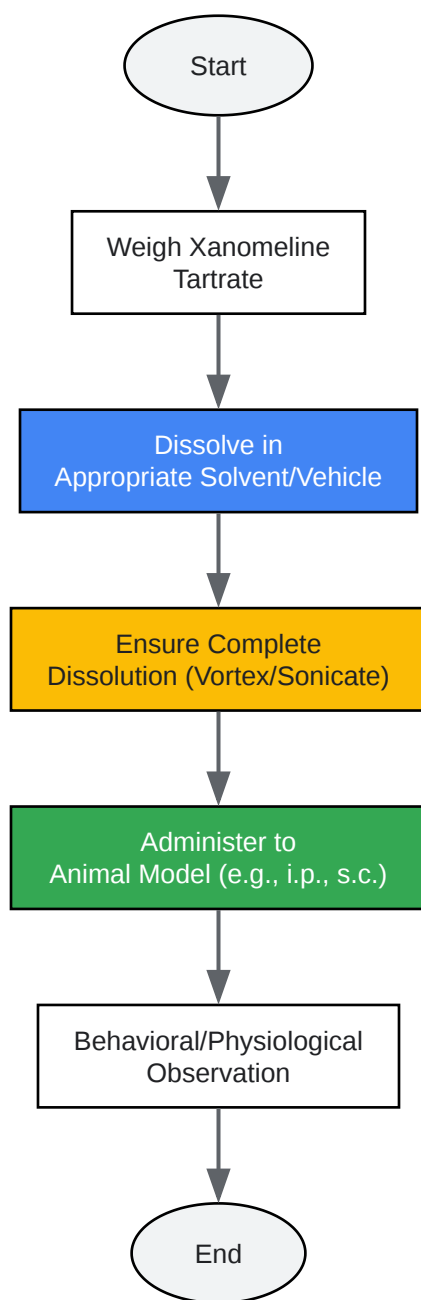 Start
Weigh Xanomeline
Tartrate
Dissolve in
Appropriate Solvent/Vehicle
Ensure Complete
Dissolution (Vortex/Sonicate)
Administer to
Animal Model (e.g., i.p., s.c.)
Behavioral/Physiological
Observation
End